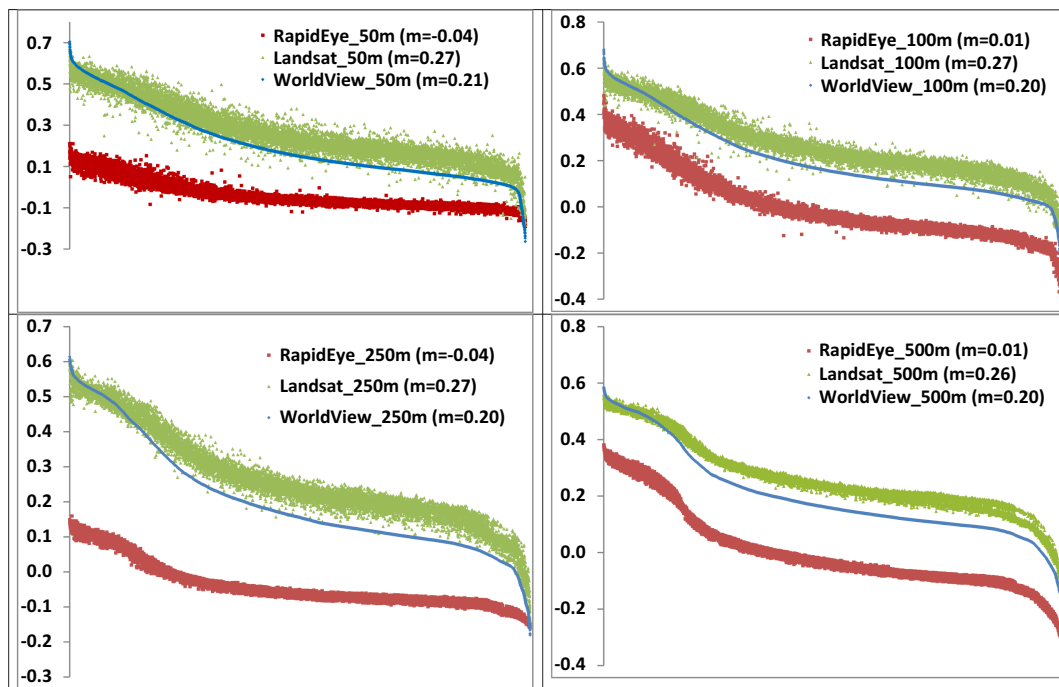 0.7
0.5
0.3
0.1
-0.1
-0.3
RapidEye_50m (m=-0.04)
Landsat_50m (m=0.27)
WorldView_50m (m=0.21)
0.8
0.6
0.4
0.2
0.0
-0.2
-0.4
RapidEye_100m (m=0.01)
Landsat_100m (m=0.27)
WorldView_100m (m=0.20)
0.7
0.6
0.5
0.4
0.3
0.2
0.1
0.0
-0.1
-0.2
-0.3
RapidEye_250m (m=-0.04)
Landsat_250m (m=0.27)
WorldView_250m (m=0.20)
0.8
0.6
0.4
0.2
0.0
-0.2
-0.4
RapidEye_500m (m=0.01)
Landsat_500m (m=0.26)
WorldView_500m (m=0.20)